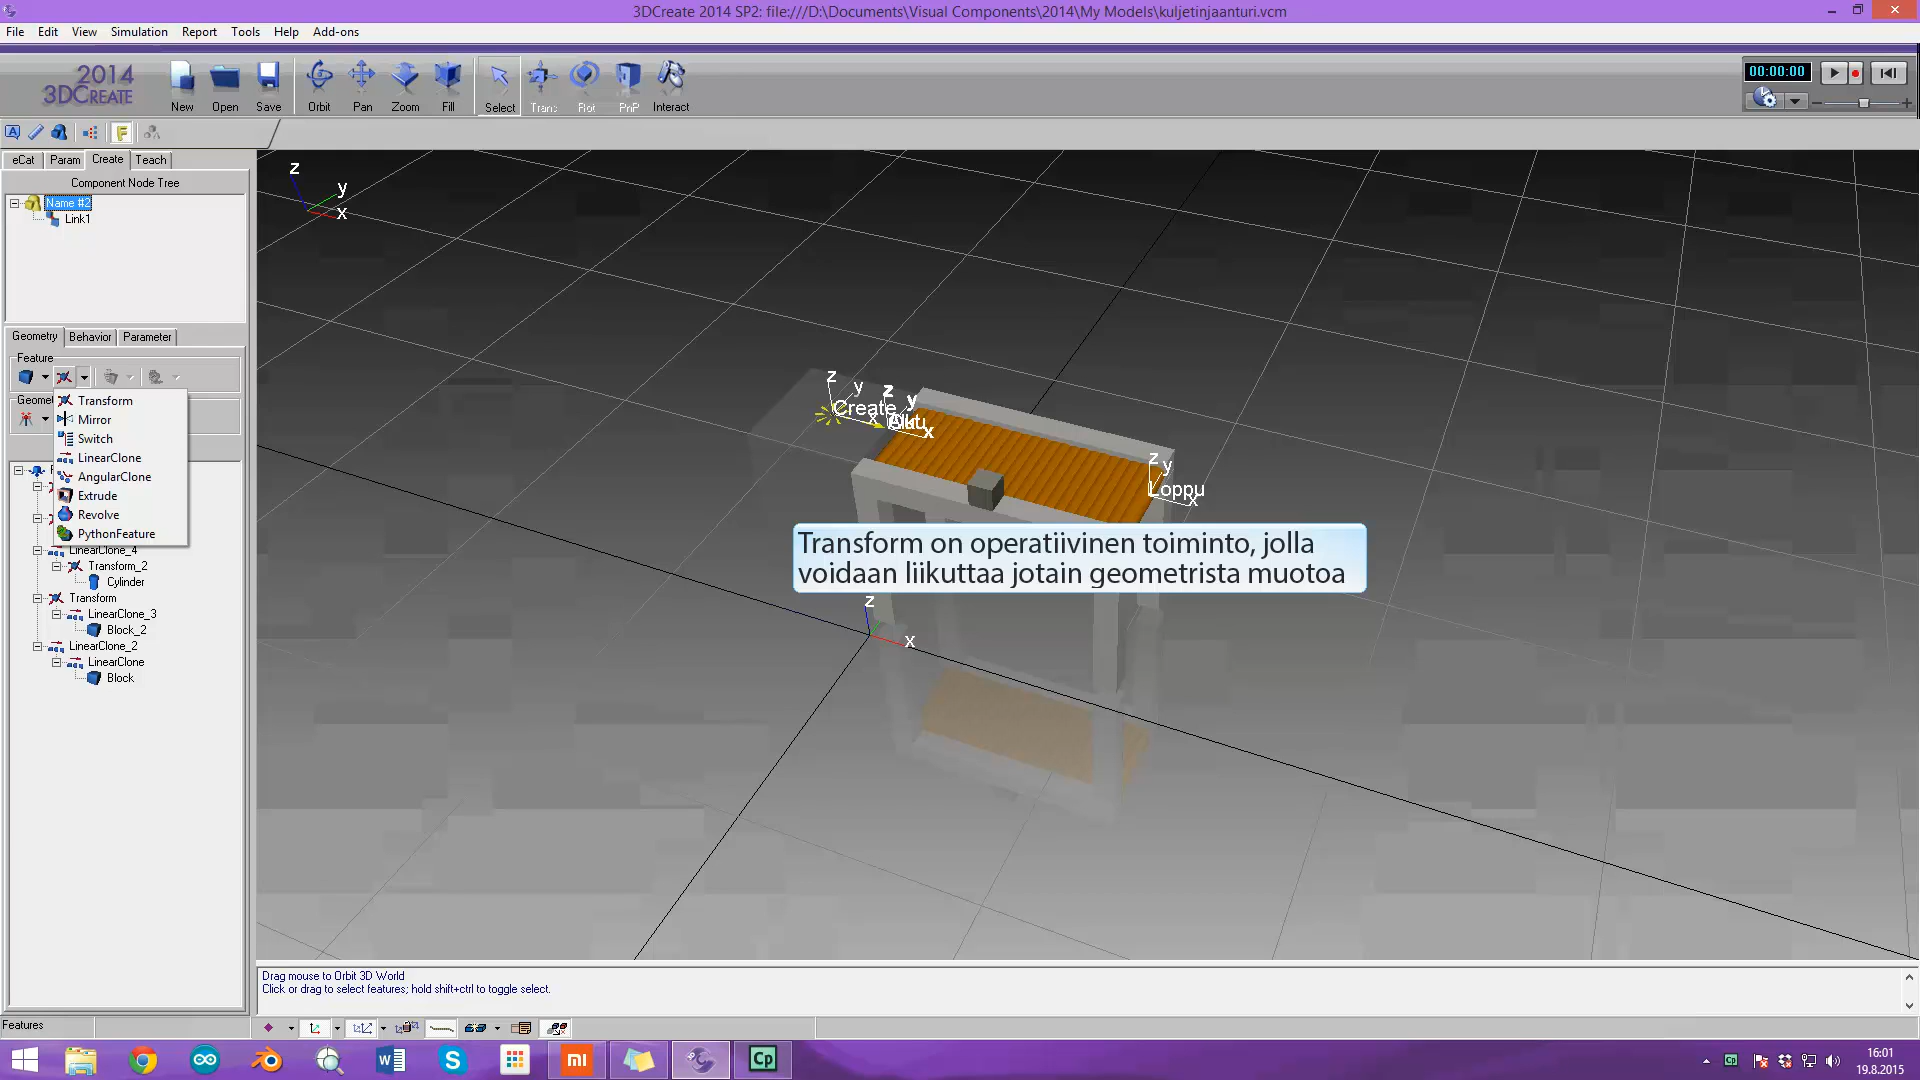 3DCreate 2014 SP2: file:///D:\Documents\Visual Components\2014\My Models\kuljetinjaanturi.vcm
File Edit View Simulation Report Tools Help Add-ons
2014
3DCREATE
New Open Save Orbit Pan Zoom Fill Select Trans Rot PnP Interact
00:00:00
eCat Param Create Teach
Component Node Tree
Name #2
Link1
Geometry Behavior Parameter
Feature
Transform
Mirror
Switch
LinearClone
AngularClone
Extrude
Revolve
PythonFeature
LinearClone_4
Transform_2
Cylinder
Transform
LinearClone_3
Block_2
LinearClone_2
LinearClone
Block
z
y
x
z
y
Create
x
z
y
x
z
y
Loppu
x
Transform on operatiivinen toiminto, jolla
voidaan liikuttaa jotain geometrista muotoa
z
x
Drag mouse to Orbit 3D World
Click or drag to select features; hold shift+ctrl to toggle select.
Features
16:01
19.8.2015